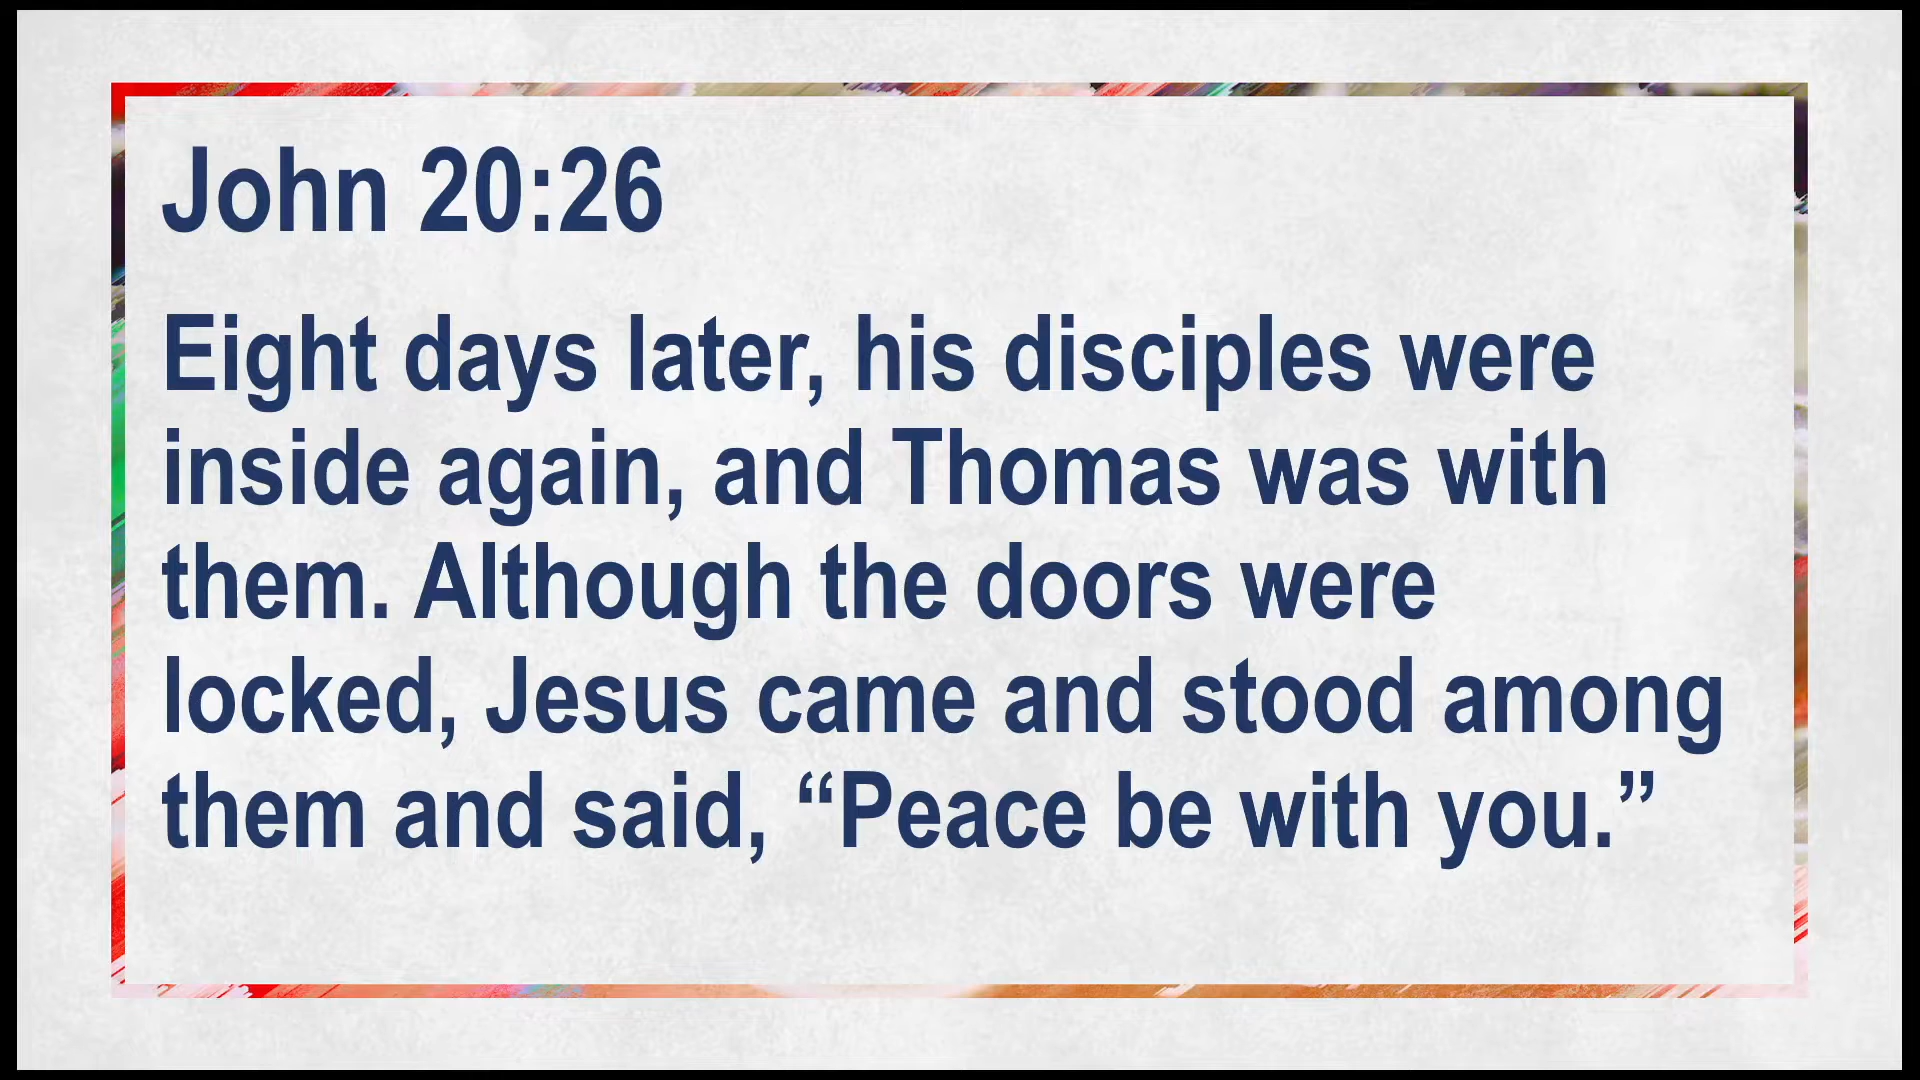 John 20:26
Eight days later, his disciples were
inside again, and Thomas was with
them. Although the doors were
locked, Jesus came and stood among
them and said, “Peace be with you.”